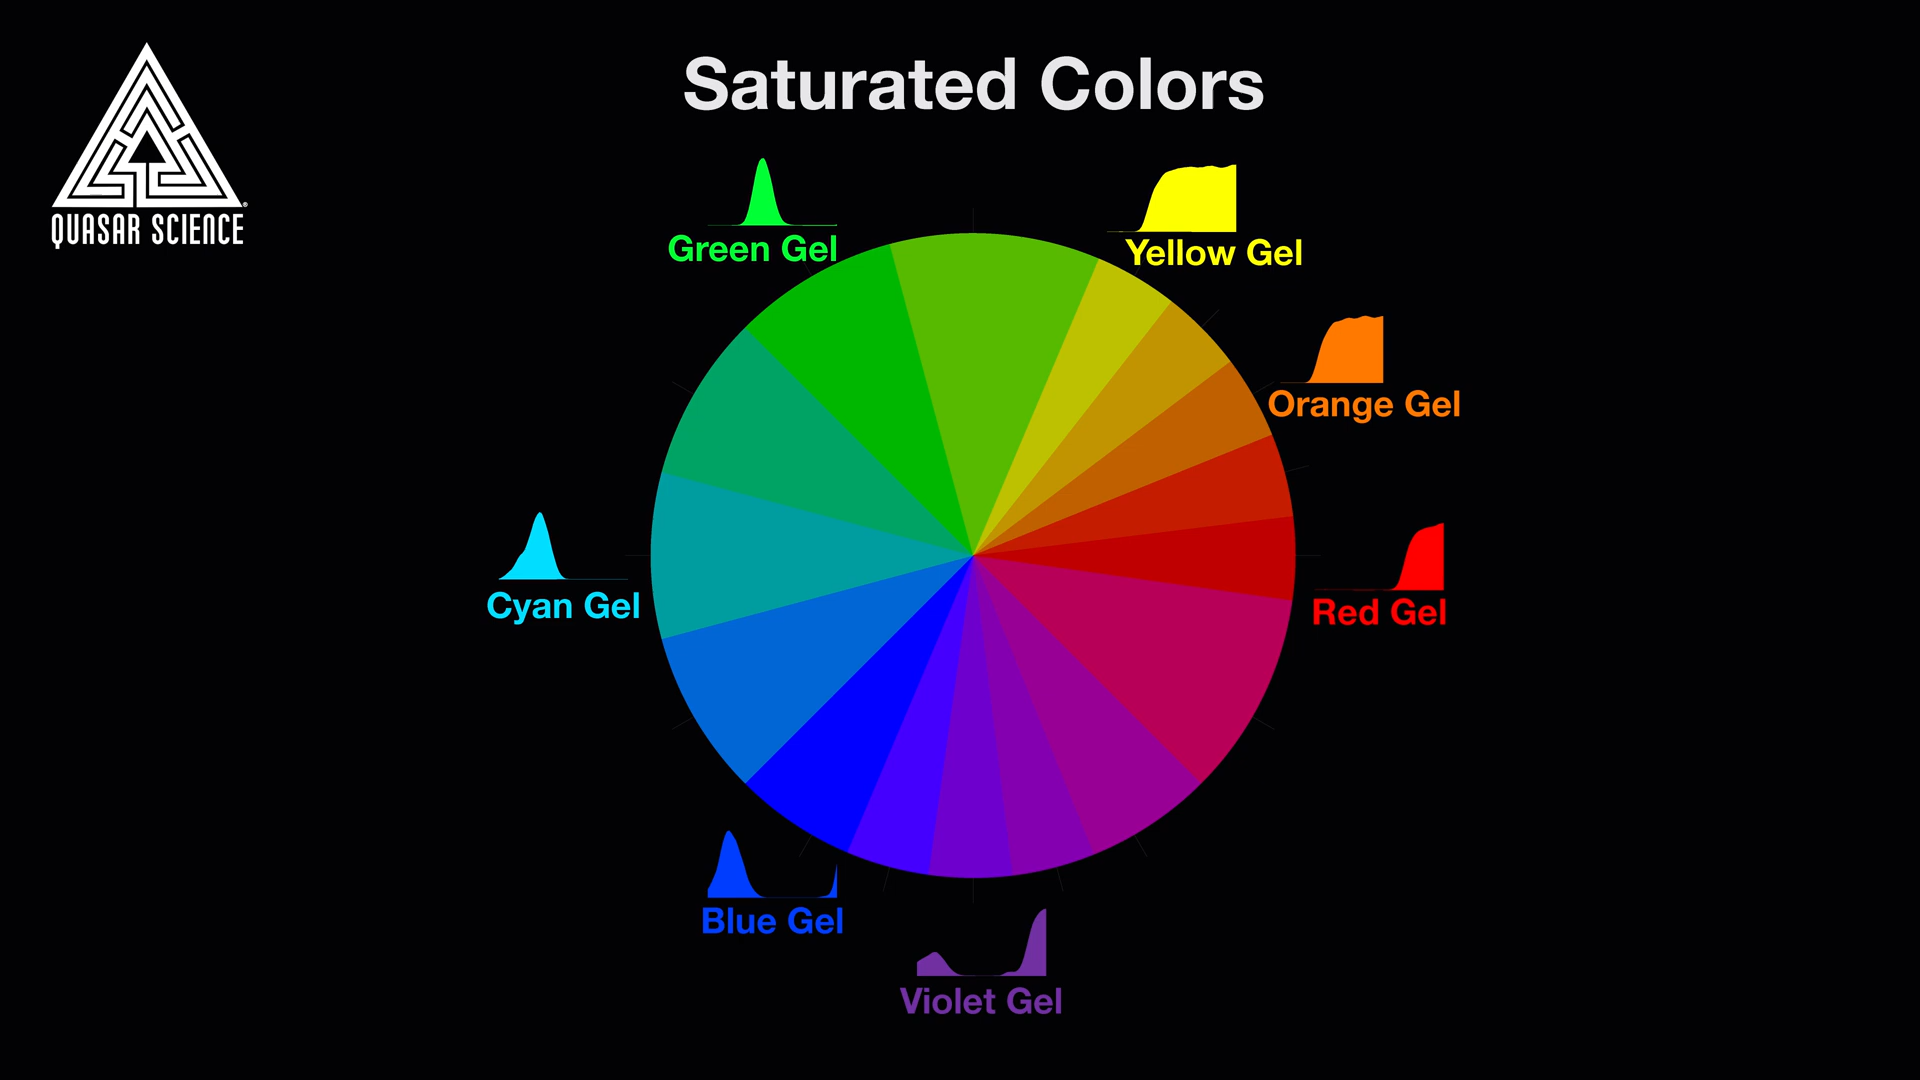 Saturated Colors
QUASAR SCIENCE®
Green Gel
Yellow Gel
Orange Gel
Cyan Gel
Red Gel
Blue Gel
Violet Gel